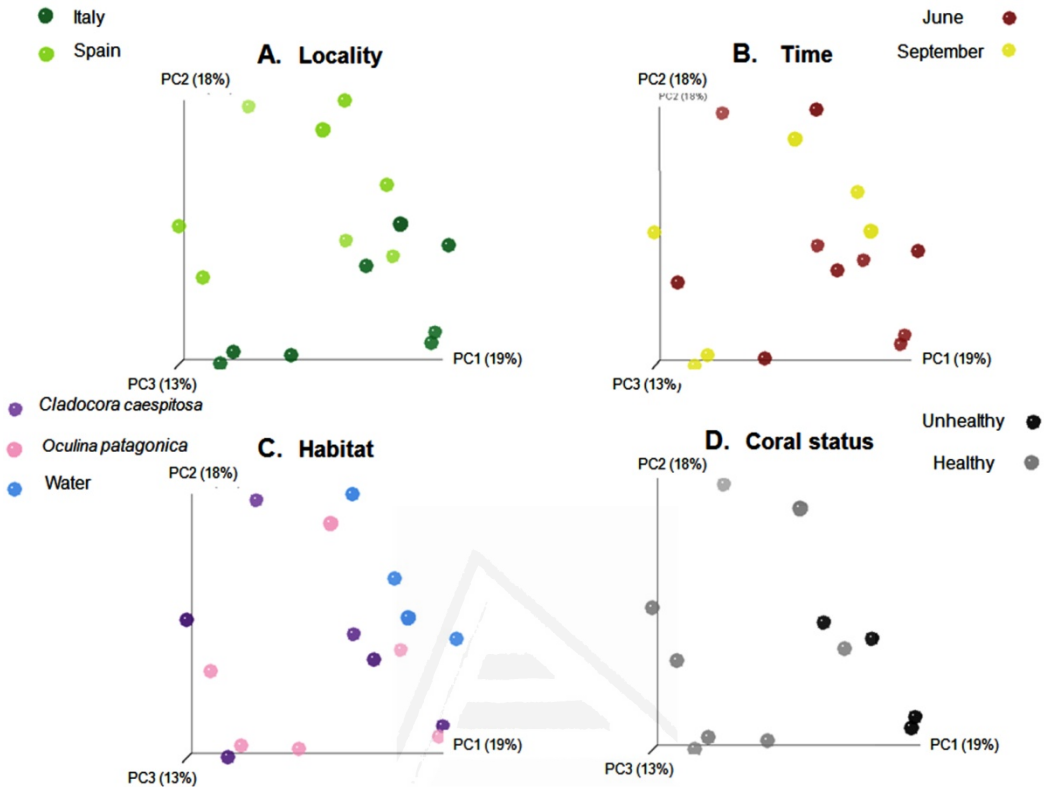 Italy
Spain
A. Locality
PC2 (18%)
PC1 (19%)
PC3 (13%)
June
September
B. Time
PC2 (18%)
PC2 (18%)
PC1 (19%)
PC3 (13%)
Cladocora caespitosa
Oculina patagonica
Water
C. Habitat
PC2 (18%)
PC1 (19%)
PC3 (13%)
Unhealthy
Healthy
D. Coral status
PC2 (18%)
PC1 (19%)
PC3 (13%)